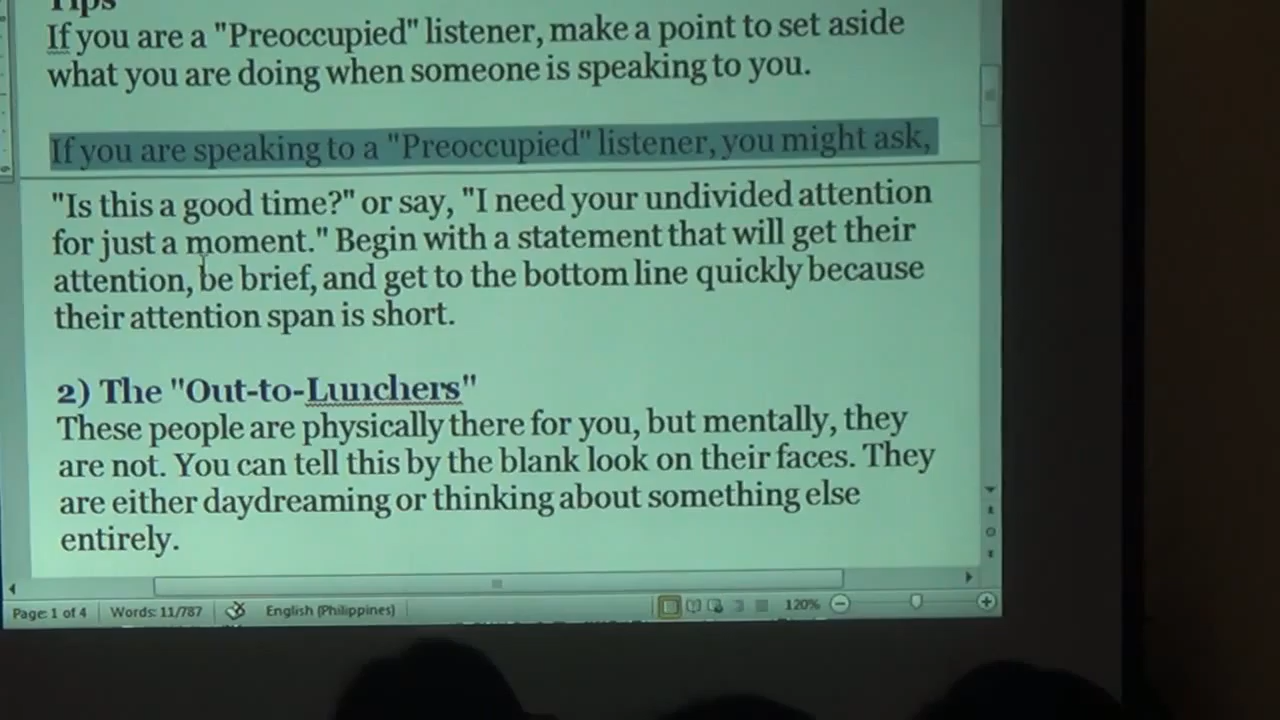 Tips
If you are a "Preoccupied" listener, make a point to set aside
what you are doing when someone is speaking to you.
If you are speaking to a "Preoccupied" listener, you might ask,
"Is this a good time?" or say, "I need your undivided attention
for just a moment." Begin with a statement that will get their
attention, be brief, and get to the bottom line quickly because
their attention span is short.
2) The "Out-to-Lunchers"
These people are physically there for you, but mentally, they
are not. You can tell this by the blank look on their faces. They
are either daydreaming or thinking about something else
entirely.
Page: 1 of 4 Words: 11/787 English (Philippines) 120%